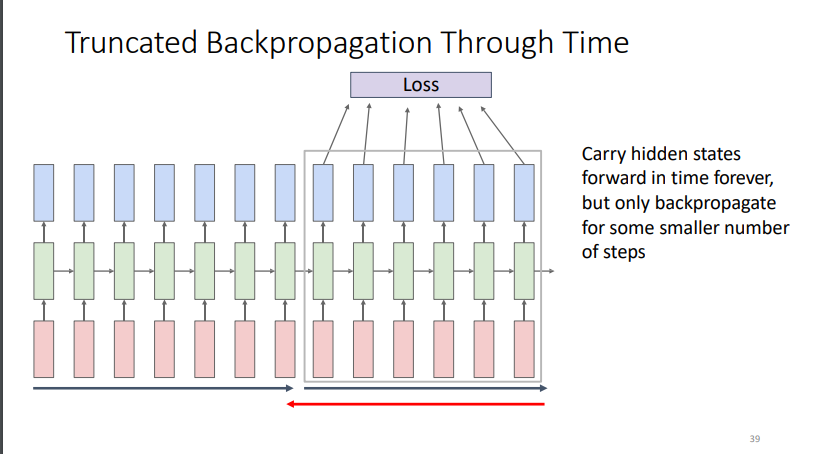 Truncated Backpropagation Through Time
Loss
Carry hidden states
forward in time forever,
but only backpropagate
for some smaller number
of steps
39